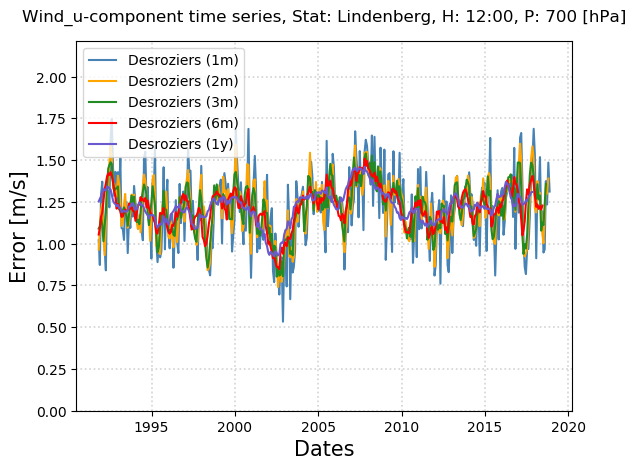 Wind_u-component time series, Stat: Lindenberg, H: 12:00, P: 700 [hPa]
Desroziers (1m)
Desroziers (2m)
Desroziers (3m)
Desroziers (6m)
Desroziers (1y)
2.00
1.75
1.50
1.25
1.00
0.75
0.50
0.25
0.00
Error [m/s]
1995
2000
2005
2010
2015
2020
Dates